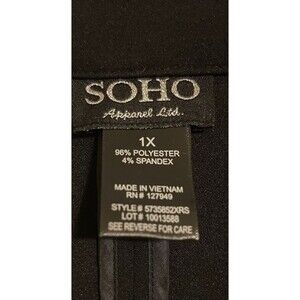 SOHO
Apparel Ltd.
1X
96% POLYESTER
4% SPANDEX
MADE IN VIETNAM
RN# 127949
STYLE# 5735852XRS
LOT# 10013588
SEE REVERSE FOR CARE